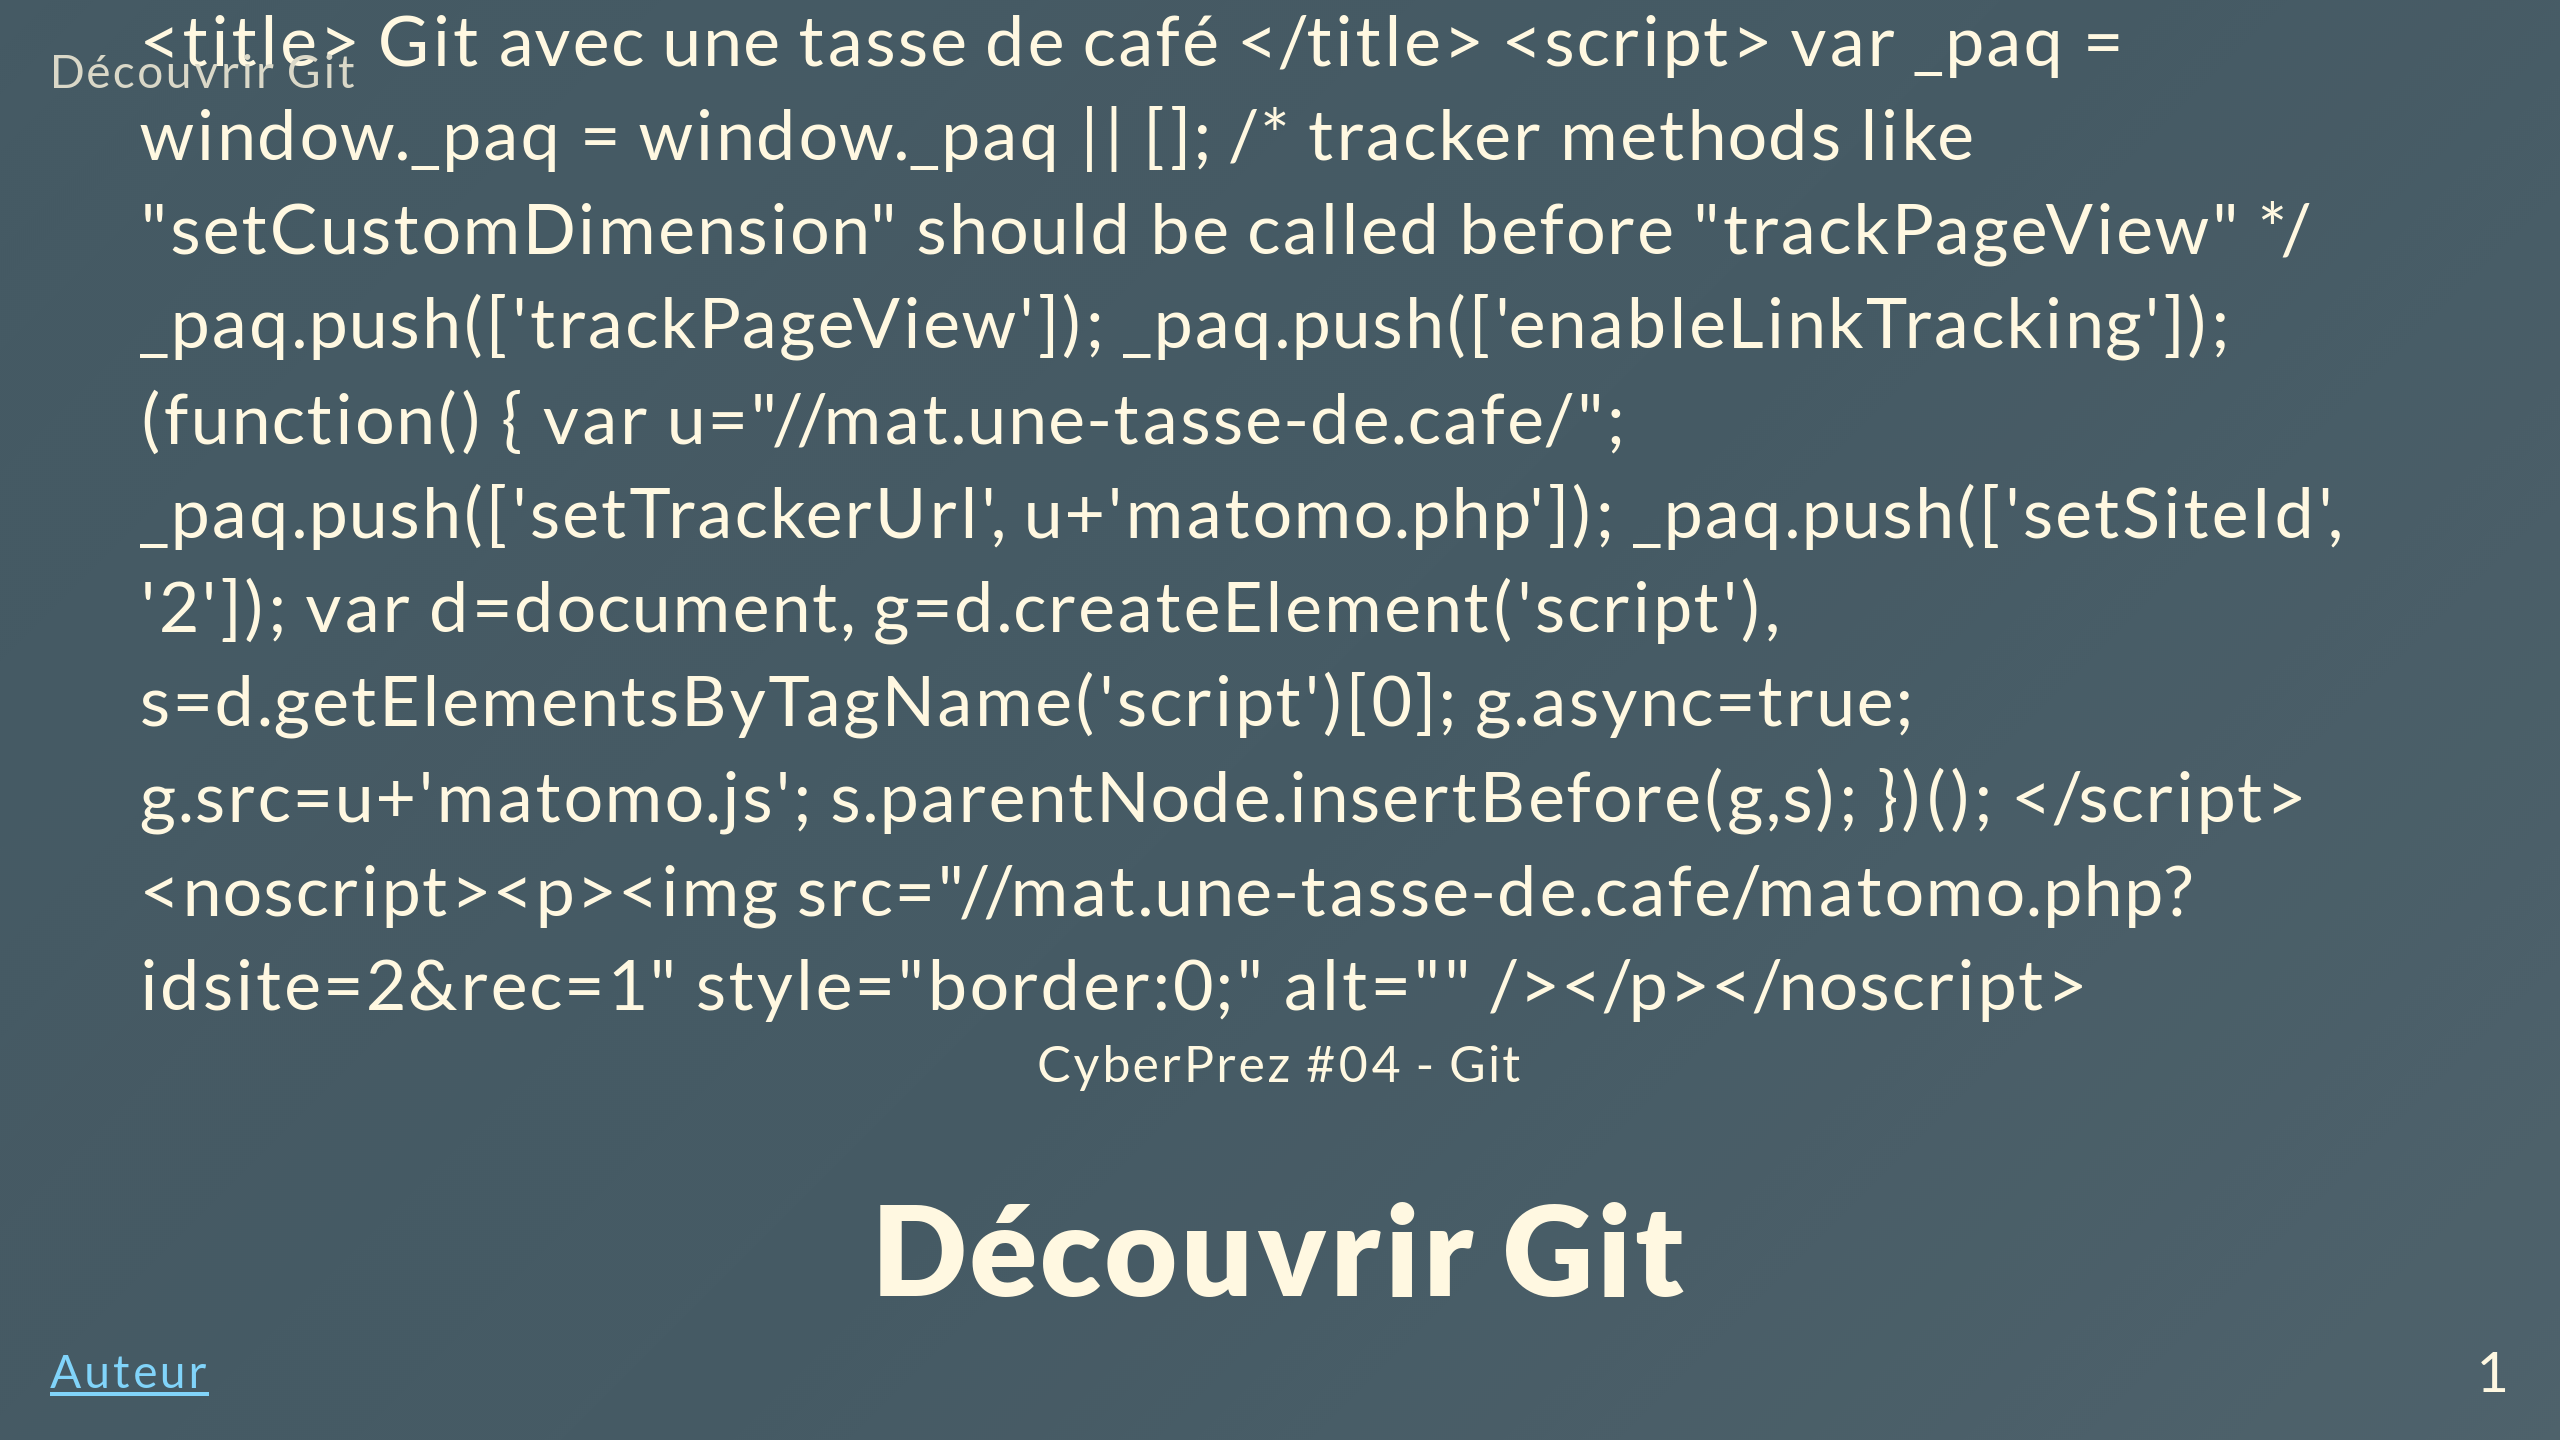 <title> Git avec une tasse de café </title> <script> var _paq =
Découvrir Git
window._paq = window._paq || []; /* tracker methods like
"setCustomDimension" should be called before "trackPageView" */
_paq.push(['trackPageView']); _paq.push(['enableLinkTracking']);
(function() { var u="//mat.une-tasse-de.cafe/";
_paq.push(['setTrackerUrl', u+'matomo.php']); _paq.push(['setSiteId',
'2']); var d=document, g=d.createElement('script'),
s=d.getElementsByTagName('script')[0]; g.async=true;
g.src=u+'matomo.js'; s.parentNode.insertBefore(g,s); })(); </script>
<noscript><p><img src="//mat.une-tasse-de.cafe/matomo.php?
idsite=2&rec=1" style="border:0;" alt="" /></p></noscript>
CyberPrez #04 - Git
Découvrir Git
Auteur
1